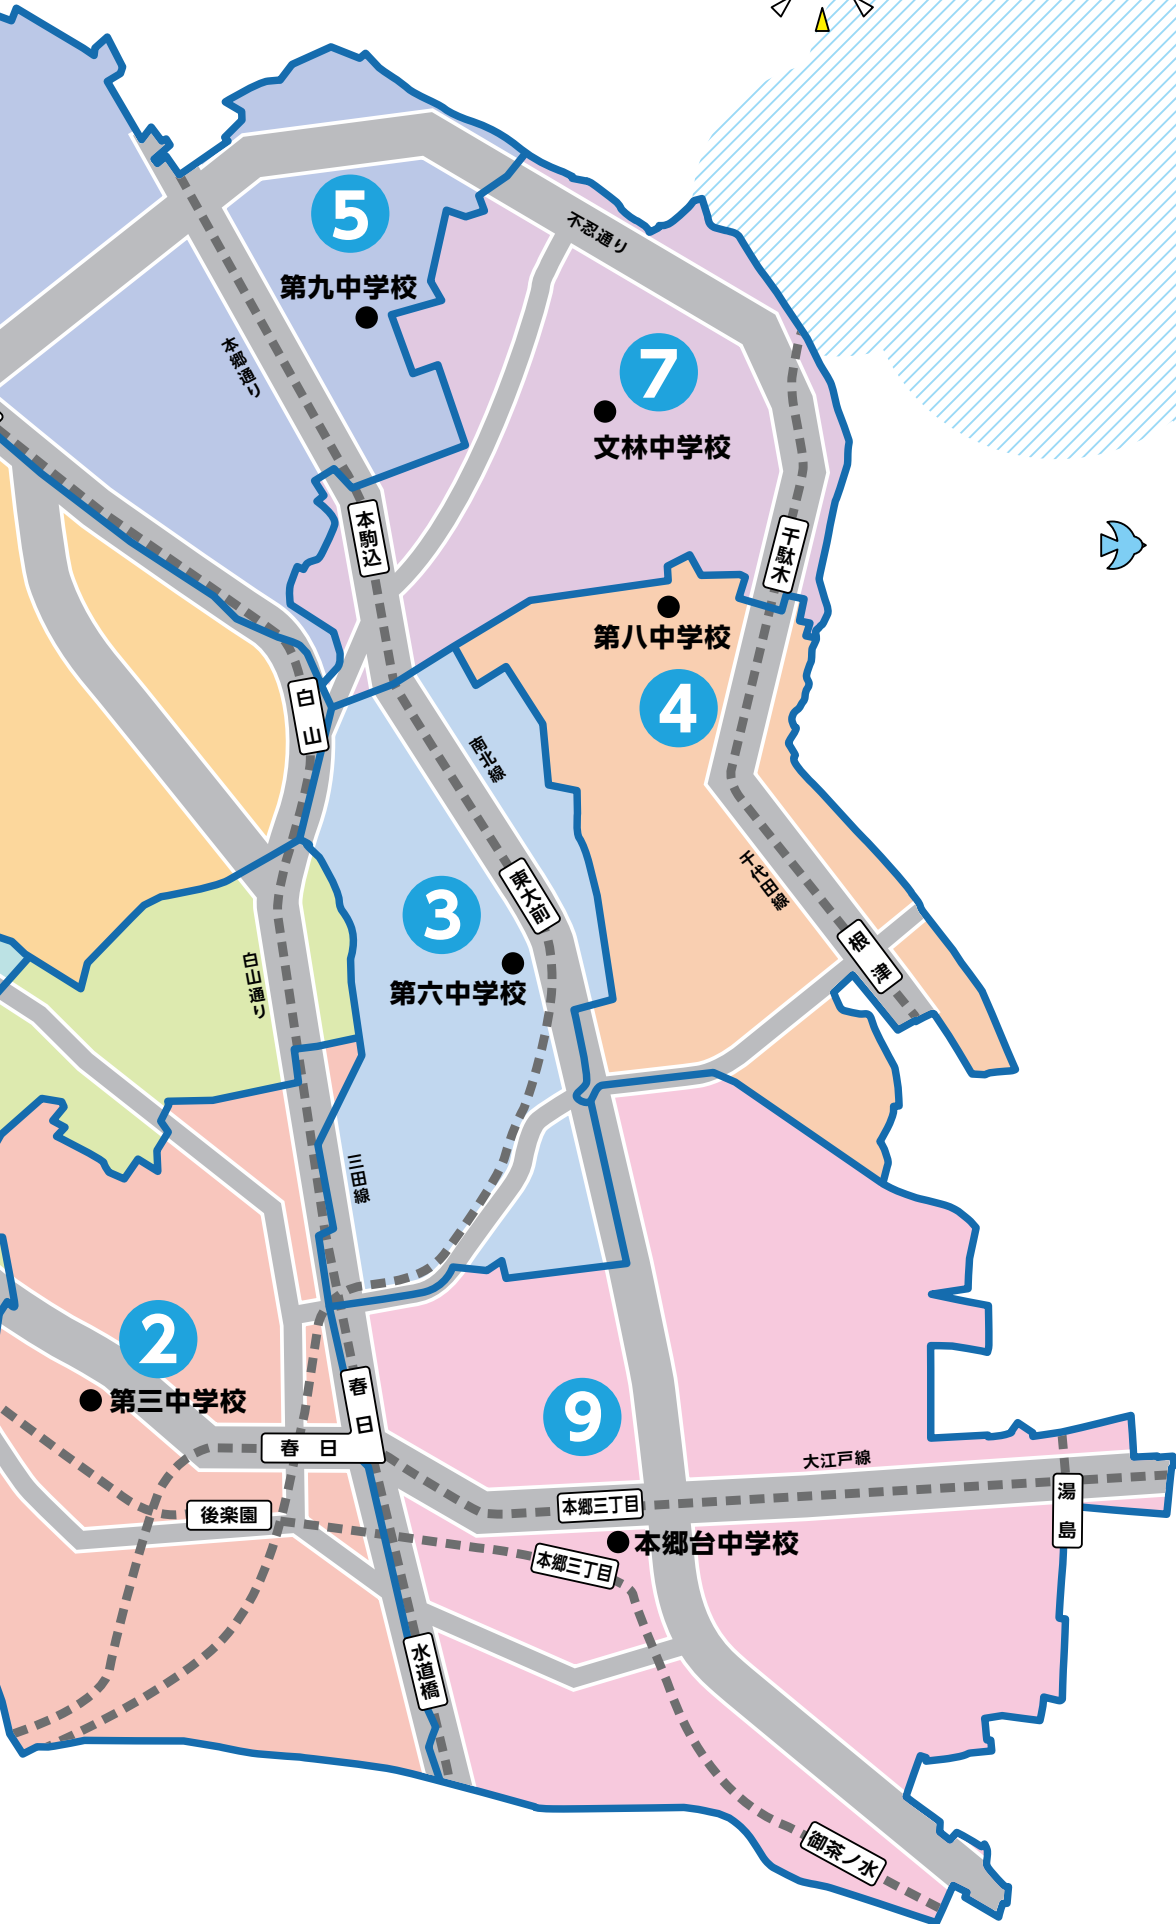 5
第九中学校
不忍通り
本郷通り
7
文林中学校
本駒込
千駄木
第八中学校
4
白山
南北線
千代田線
東大前
3
第六中学校
根津
白山通り
三田線
2
第三中学校
春日
春日
9
大江戸線
後楽園
本郷三丁目
湯島
本郷台中学校
本郷三丁目
水道橋
御茶ノ水